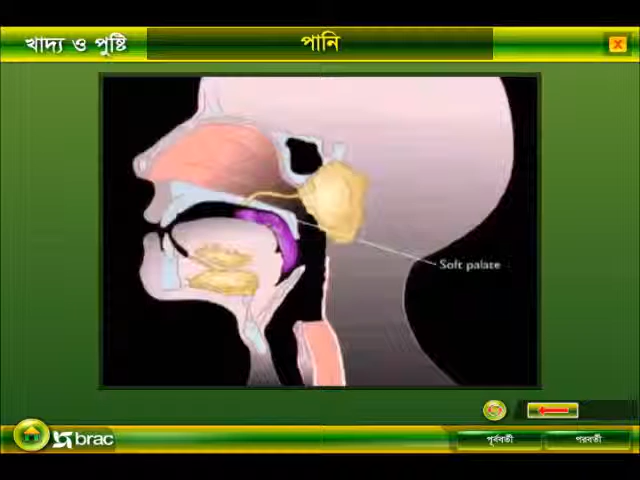 খাদ্য ও পুষ্টি
পানি
Soft palate
brac
পূর্ববর্তী
পরবর্তী